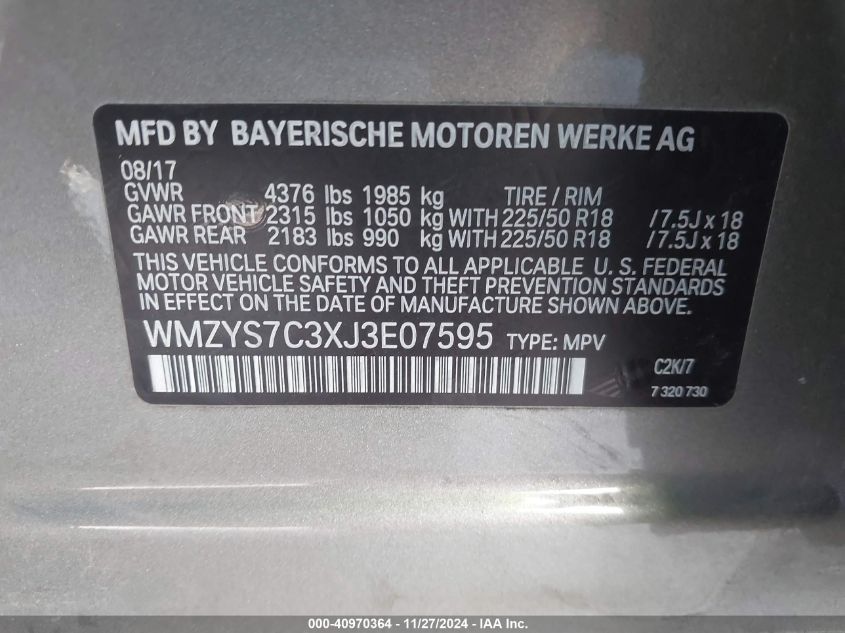 MFD BY BAYERISCHE MOTOREN WERKE AG
08/17
GVWR 4376 lbs 1985 kg TIRE / RIM
GAWR FRONT 2315 lbs 1050 kg WITH 225/50 R18 /7.5J x 18
GAWR REAR 2183 lbs 990 kg WITH 225/50 R18 /7.5J x 18
THIS VEHICLE CONFORMS TO ALL APPLICABLE U. S. FEDERAL
MOTOR VEHICLE SAFETY AND THEFT PREVENTION STANDARDS
IN EFFECT ON THE DATE OF MANUFACTURE SHOWN ABOVE.
WMZYS7C3XJ3E07595 TYPE: MPV
C2K/7
7 320 730
000-40970364 - 11/27/2024 - IAA Inc.